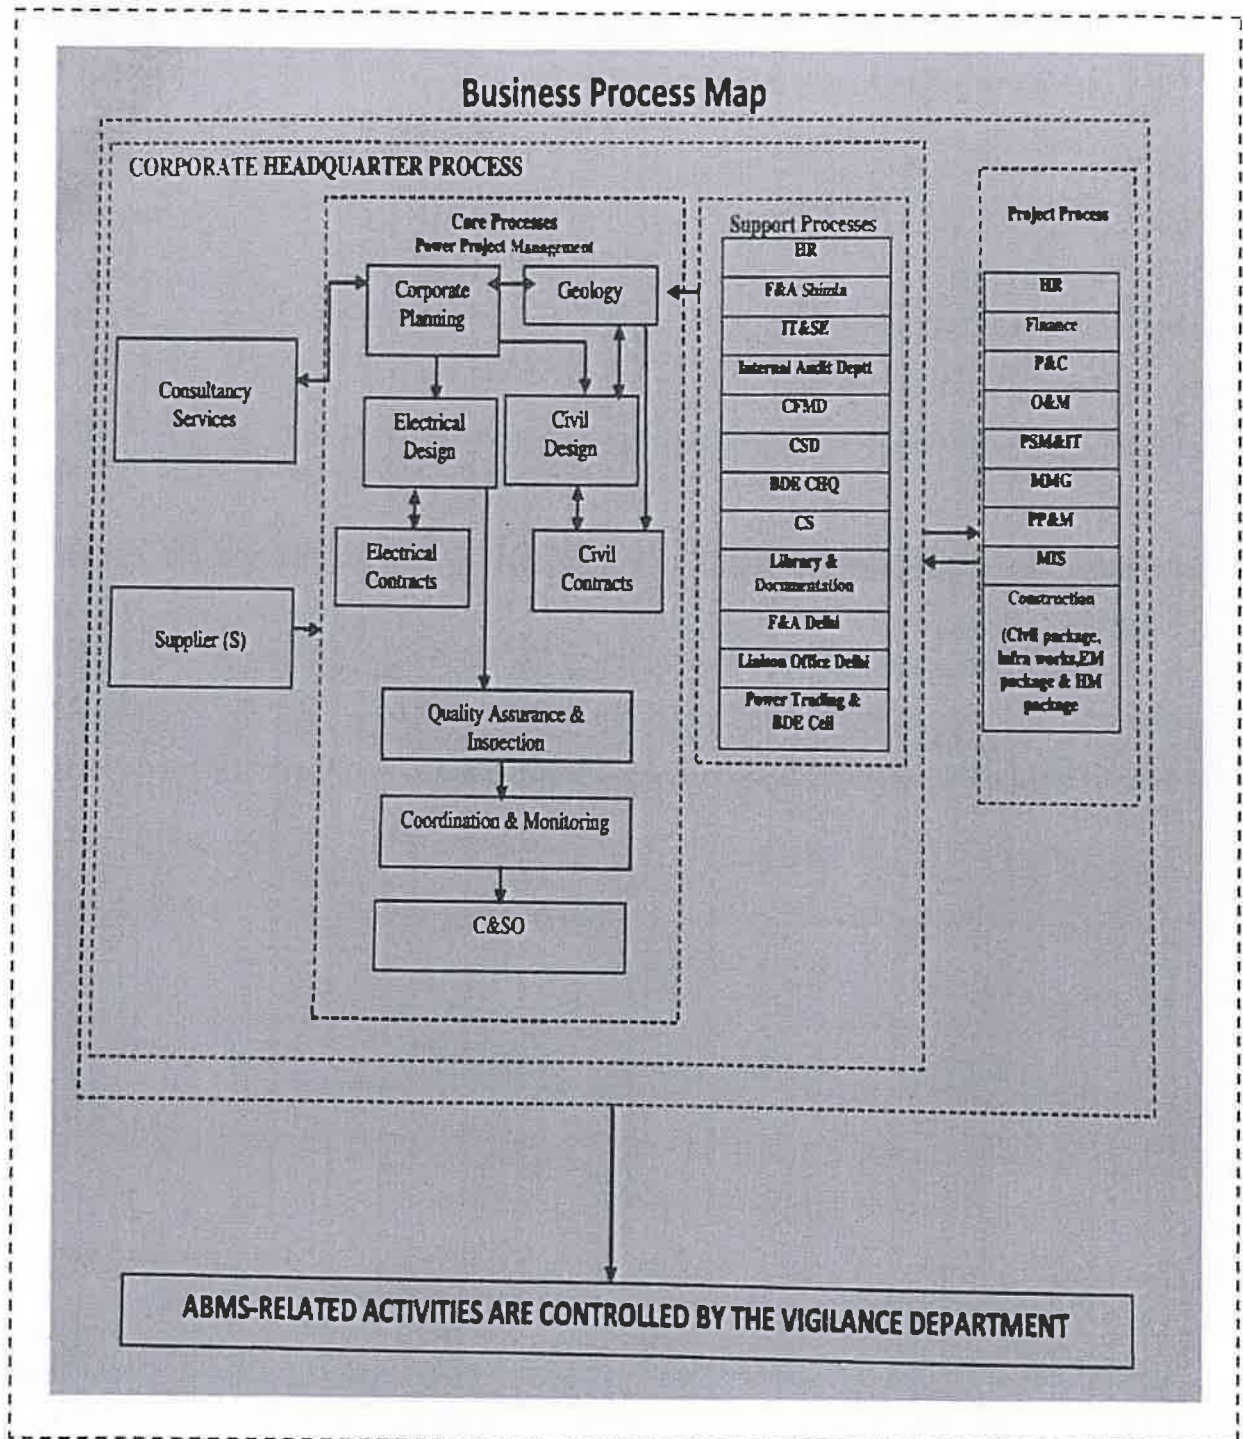 Business Process Map
CORPORATE HEADQUARTER PROCESS
Core Processes
Power Project Management
Corporate
Planning
Geology
Consultancy
Services
Electrical
Design
Civil
Design
Electrical
Contracts
Civil
Contracts
Supplier (S)
Quality Assurance &
Inspection
Coordination & Monitoring
C&SO
Support Processes
HR
F&A Shimla
IT&SE
Internal Audit Deptt
CFMD
CSD
BDE CHQ
CS
Library &
Documentation
F&A Delhi
Liaison Office Delhi
Power Trading &
BDE Cell
Project Process
HR
Finance
P&C
O&M
PSM&IT
MMG
PP&M
MIS
Construction
(Civil package,
Infra works,EM
package & HM
package
ABMS-RELATED ACTIVITIES ARE CONTROLLED BY THE VIGILANCE DEPARTMENT